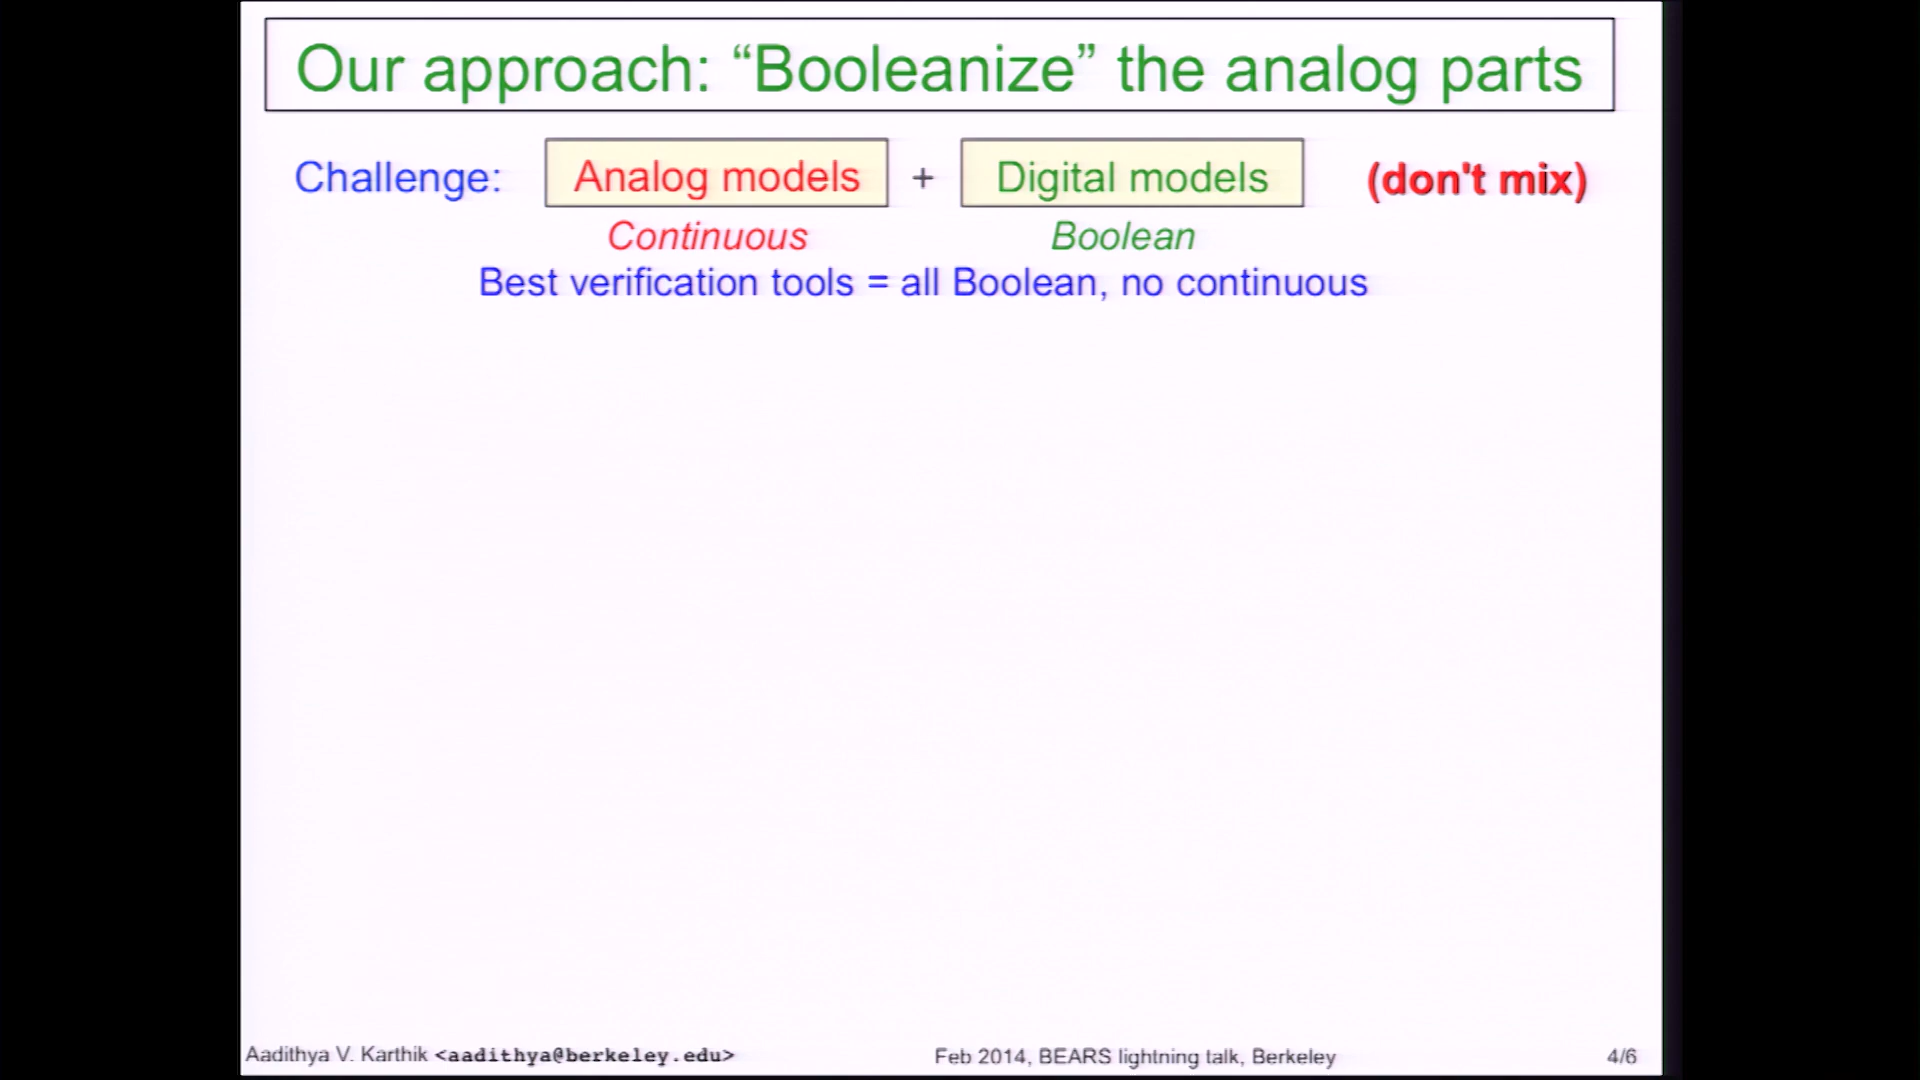 Our approach: “Booleanize” the analog parts
Challenge: Analog models + Digital models (don't mix)
Continuous Boolean
Best verification tools = all Boolean, no continuous
Aadithya V. Karthik <aadithya@berkeley.edu> Feb 2014, BEARS lightning talk, Berkeley 4/6